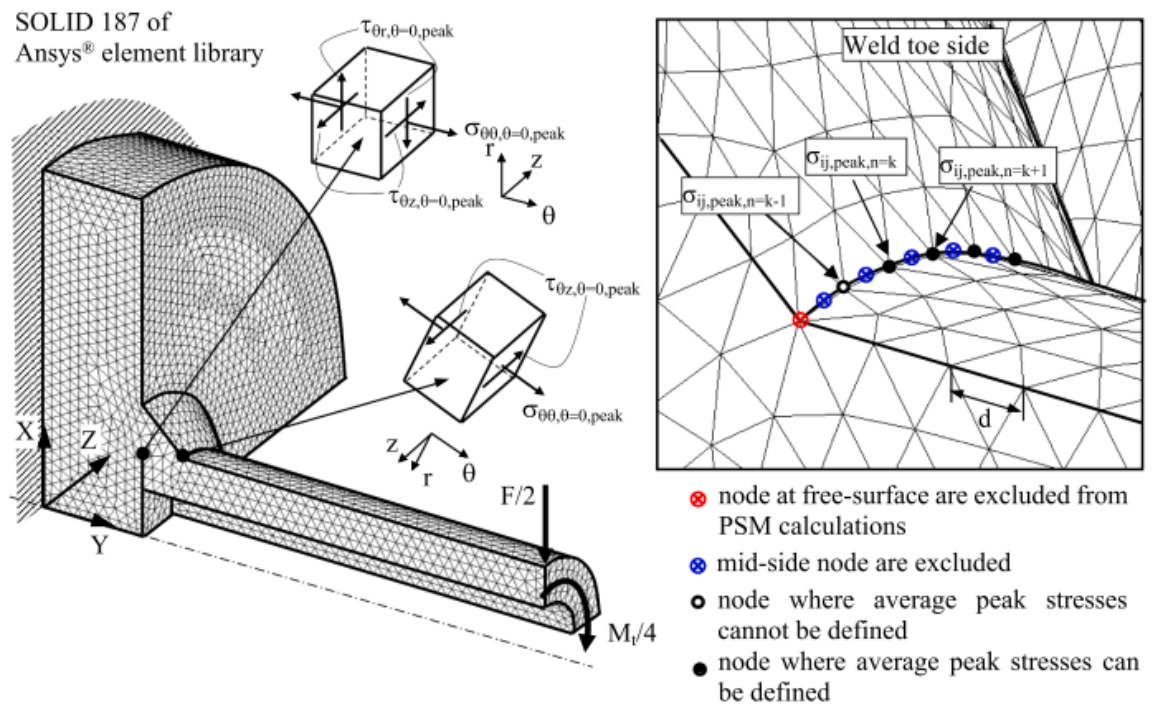 SOLID 187 of
Ansys® element library
τθr,θ=0,peak
σθθ,θ=0,peak
r
z
θ
τθz,θ=0,peak
τθz,θ=0,peak
σθθ,θ=0,peak
z
r
θ
X
Z
Y
F/2
Mt/4
Weld toe side
σij,peak,n=k
σij,peak,n=k+1
σij,peak,n=k-1
d
node at free-surface are excluded from
PSM calculations
mid-side node are excluded
node where average peak stresses
cannot be defined
node where average peak stresses can
be defined